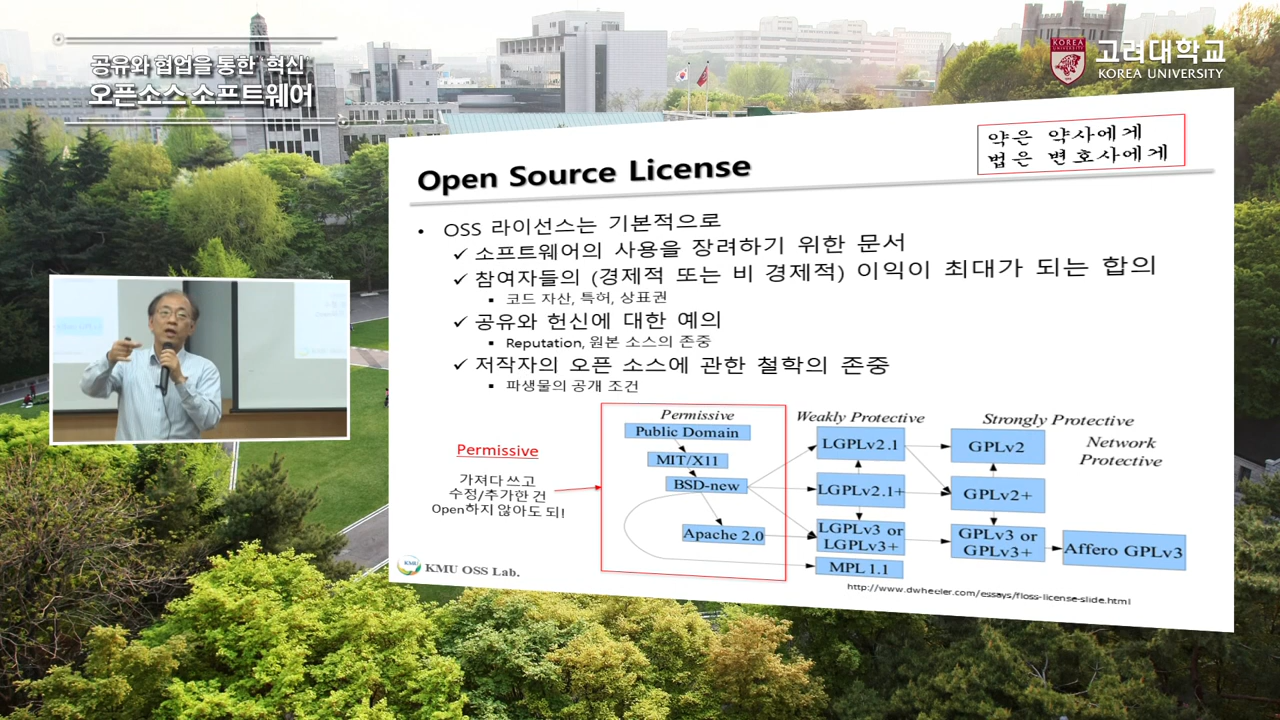 공유와 협업을 통한 혁신
오픈소스 소프트웨어
KOREA
고려대학교
KOREA UNIVERSITY
약은 약사에게
법은 변호사에게
Open Source License
• OSS 라이선스는 기본적으로
✓ 소프트웨어의 사용을 장려하기 위한 문서
✓ 참여자들의 (경제적 또는 비 경제적) 이익이 최대가 되는 합의
▪ 코드 자산, 특허, 상표권
✓ 공유와 헌신에 대한 예의
▪ Reputation, 원본 소스의 존중
✓ 저작자의 오픈 소스에 관한 철학의 존중
▪ 파생물의 공개 조건
Permissive
가져다 쓰고
수정/추가한 건
Open하지 않아도 되!
Permissive
Public Domain
MIT/X11
BSD-new
Apache 2.0
Weakly Protective
LGPLv2.1
LGPLv2.1+
LGPLv3 or
LGPLv3+
MPL 1.1
Strongly Protective
GPLv2
GPLv2+
GPLv3 or
GPLv3+
Network
Protective
Affero GPLv3
KMU
KMU OSS Lab.
http://www.dwheeler.com/essays/floss-license-slide.html